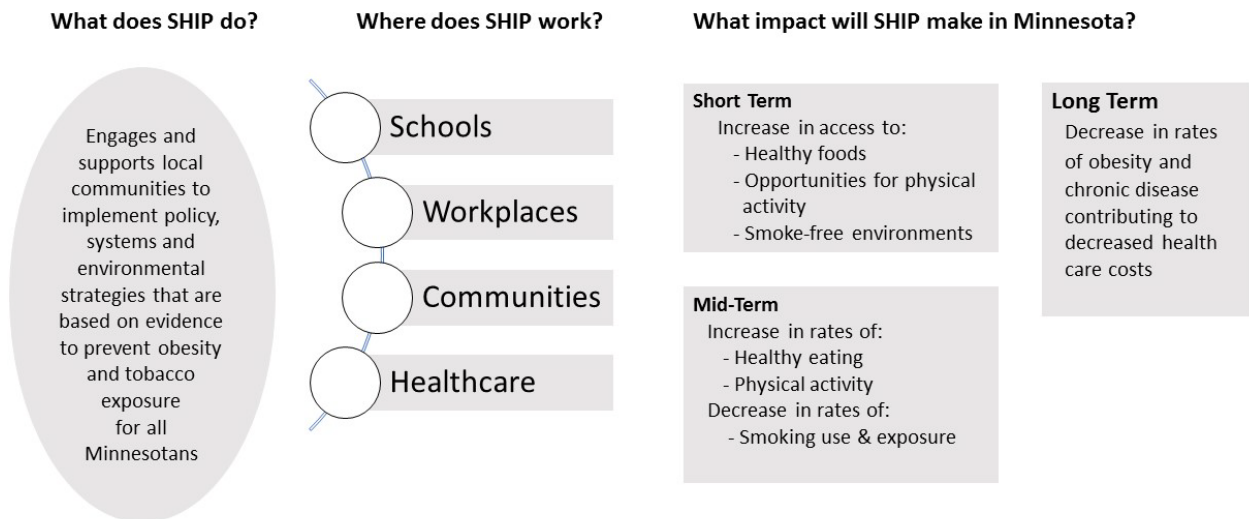 What does SHIP do?
Engages and
supports local
communities to
implement policy,
systems and
environmental
strategies that are
based on evidence
to prevent obesity
and tobacco
exposure
for all
Minnesotans
Where does SHIP work?
Schools
Workplaces
Communities
Healthcare
What impact will SHIP make in Minnesota?
Short Term
Increase in access to:
- Healthy foods
- Opportunities for physical
activity
- Smoke-free environments
Mid-Term
Increase in rates of:
- Healthy eating
- Physical activity
Decrease in rates of:
- Smoking use & exposure
Long Term
Decrease in rates
of obesity and
chronic disease
contributing to
decreased health
care costs